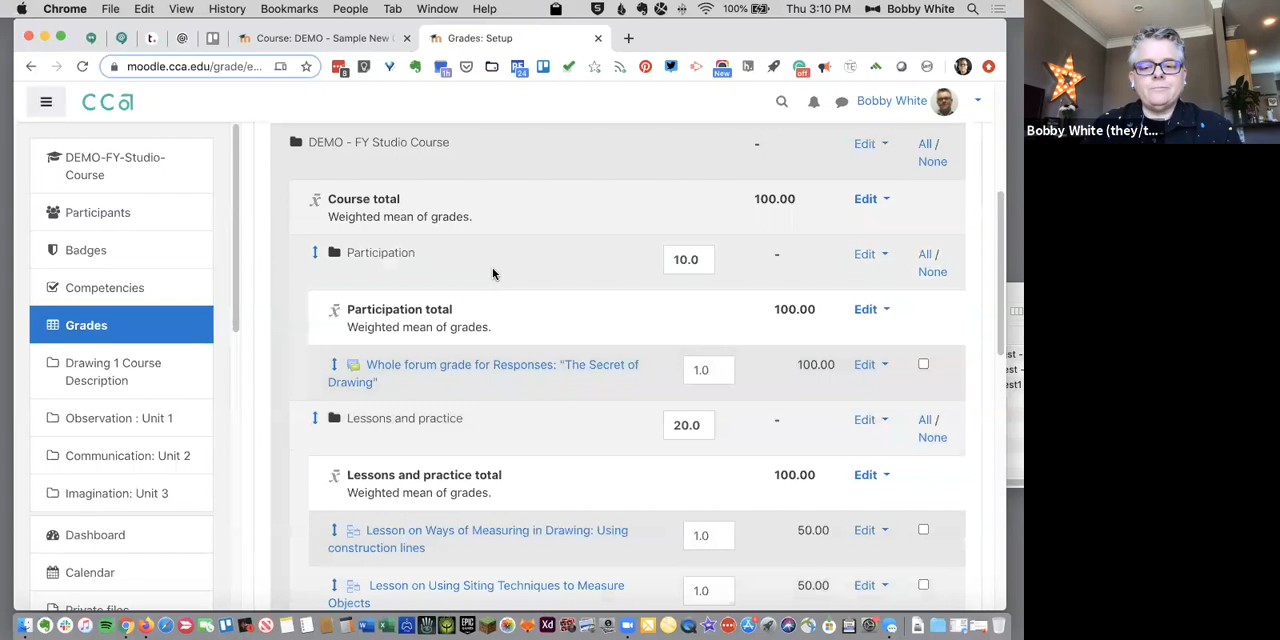 Chrome File Edit View History Bookmarks People Tab Window Help 100% Thu 3:10 PM Bobby White
Course: DEMO - Sample New (
Grades: Setup
moodle.cca.edu/grade/e...
cca
Bobby White
DEMO-FY-Studio-
Course
Participants
Badges
Competencies
Grades
Drawing 1 Course
Description
Observation : Unit 1
Communication: Unit 2
Imagination: Unit 3
Dashboard
Calendar
Private files
DEMO - FY Studio Course - Edit All /
None
Course total 100.00 Edit
Weighted mean of grades.
Participation 10.0 - Edit All /
None
Participation total 100.00 Edit
Weighted mean of grades.
Whole forum grade for Responses: "The Secret of 1.0 100.00 Edit
Drawing"
Lessons and practice 20.0 - Edit All /
None
Lessons and practice total 100.00 Edit
Weighted mean of grades.
Lesson on Ways of Measuring in Drawing: Using 1.0 50.00 Edit
construction lines
Lesson on Using Siting Techniques to Measure 1.0 50.00 Edit
Objects
Bobby White (they/t...